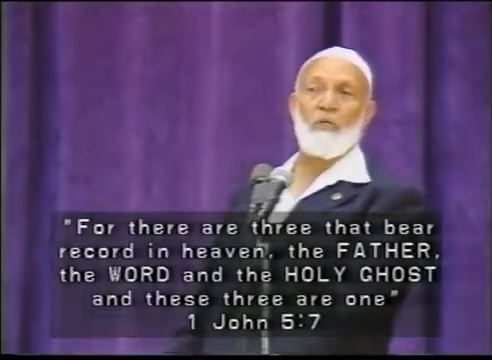 "For there are three that bear
record in heaven, the FATHER,
the WORD and the HOLY GHOST
and these three are one"
1 John 5:7